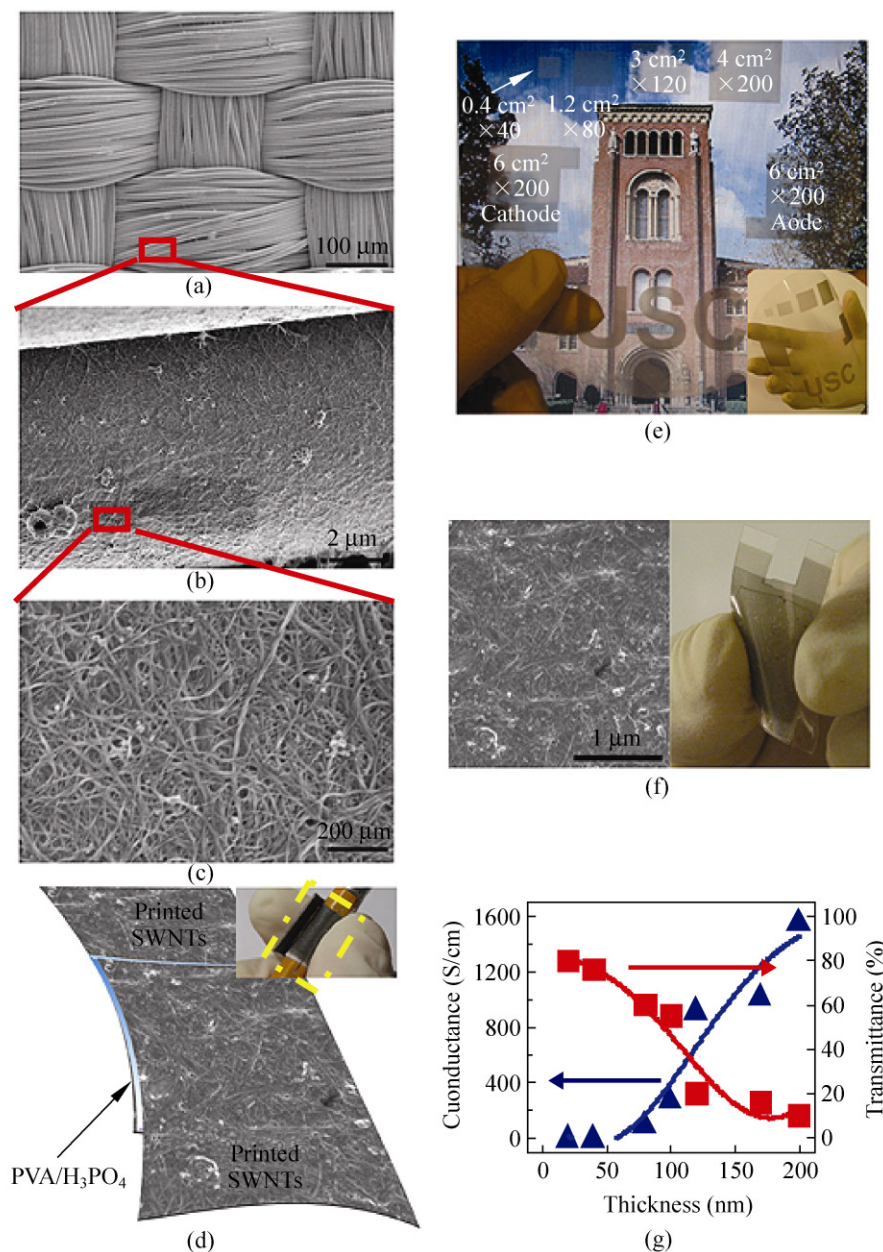 100 μm
(a)
2 μm
(b)
200 μm
(c)
Printed
SWNTs
Printed
SWNTs
PVA/H₃PO₄
(d)
3 cm²
×120
4 cm²
×200
0.4 cm²
×40
1.2 cm²
×80
6 cm²
×200
Cathode
6 cm²
×200
Aode
USC
USC
(e)
1 μm
(f)
Cuonductance (S/cm)
1600
1200
800
400
0
100
80
60
40
20
0
Transmittance (%)
0 50 100 150 200
Thickness (nm)
(g)